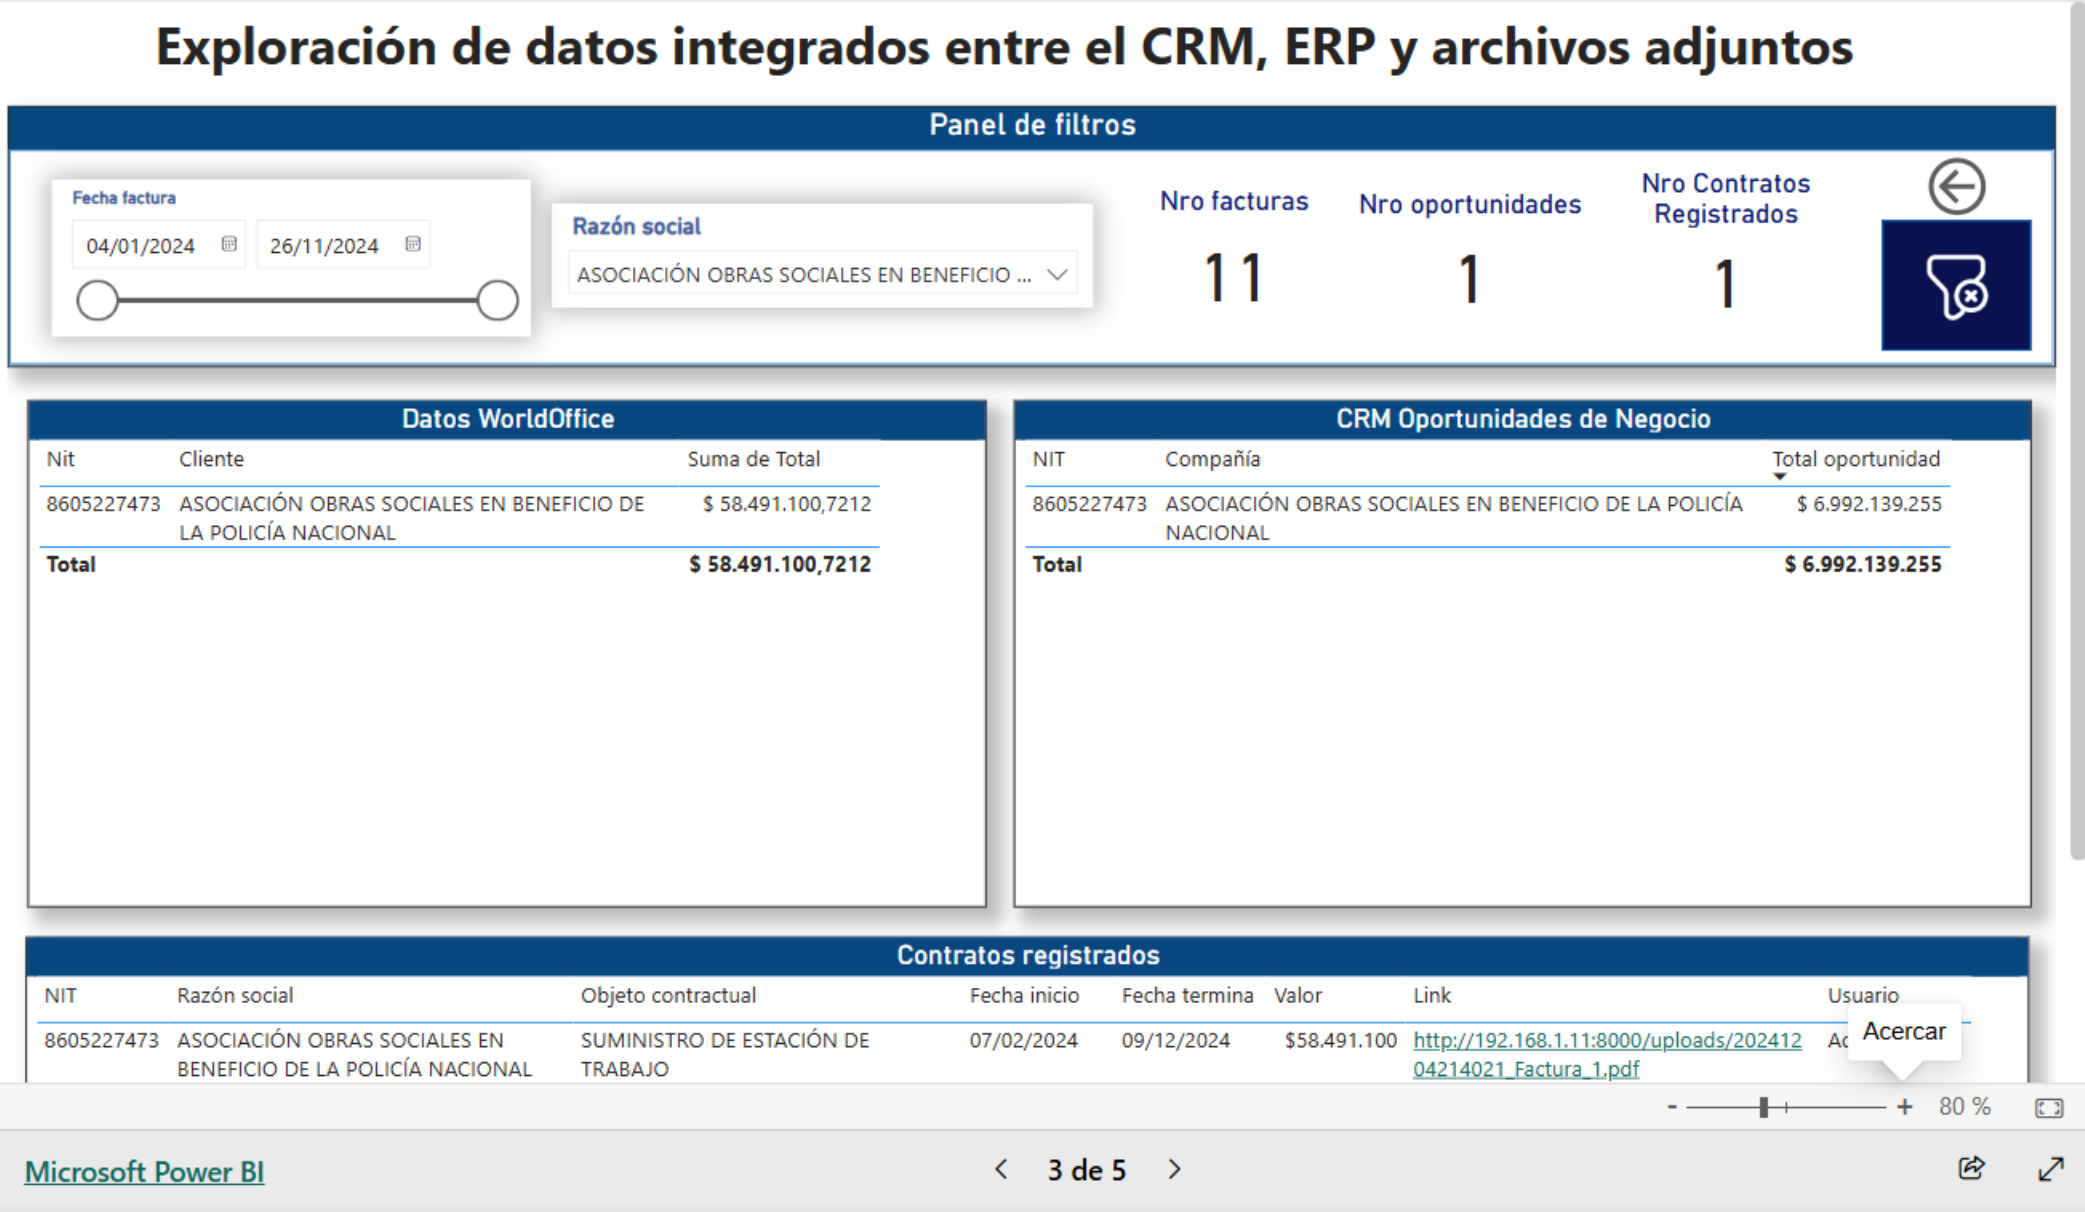 Exploración de datos integrados entre el CRM, ERP y archivos adjuntos
Panel de filtros
Fecha factura
04/01/2024 26/11/2024
Razón social
ASOCIACIÓN OBRAS SOCIALES EN BENEFICIO ...
Nro facturas
11
Nro oportunidades
1
Nro Contratos
Registrados
1
Datos WorldOffice
Nit Cliente Suma de Total
8605227473 ASOCIACIÓN OBRAS SOCIALES EN BENEFICIO DE $ 58.491.100,7212
LA POLICÍA NACIONAL
Total $ 58.491.100,7212
CRM Oportunidades de Negocio
NIT Compañía Total oportunidad
8605227473 ASOCIACIÓN OBRAS SOCIALES EN BENEFICIO DE LA POLICÍA $ 6.992.139.255
NACIONAL
Total $ 6.992.139.255
Contratos registrados
NIT Razón social Objeto contractual Fecha inicio Fecha termina Valor Link Usuario
8605227473 ASOCIACIÓN OBRAS SOCIALES EN SUMINISTRO DE ESTACIÓN DE 07/02/2024 09/12/2024 $58.491.100 http://192.168.1.11:8000/uploads/202412
BENEFICIO DE LA POLICÍA NACIONAL TRABAJO 04214021_Factura_1.pdf
Acercar
- + 80 %
Microsoft Power BI
3 de 5